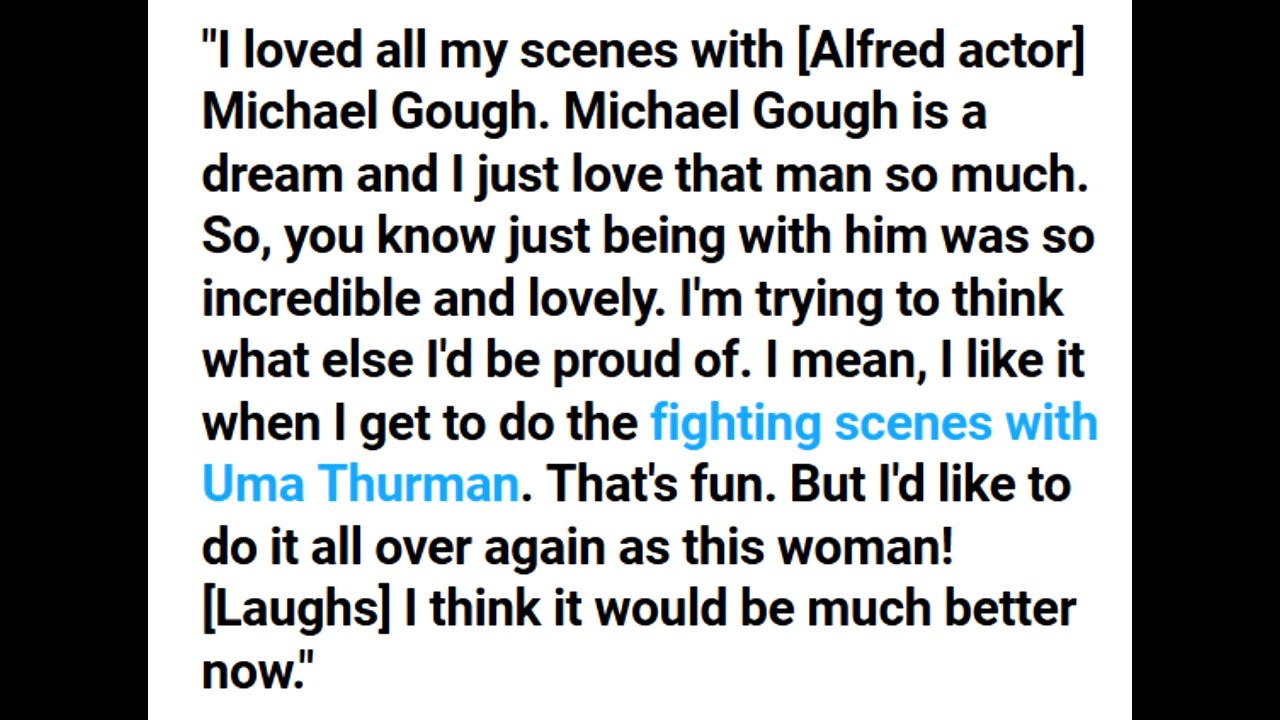 "I loved all my scenes with [Alfred actor]
Michael Gough. Michael Gough is a
dream and I just love that man so much.
So, you know just being with him was so
incredible and lovely. I'm trying to think
what else I'd be proud of. I mean, I like it
when I get to do the fighting scenes with
Uma Thurman. That's fun. But I'd like to
do it all over again as this woman!
[Laughs] I think it would be much better
now."